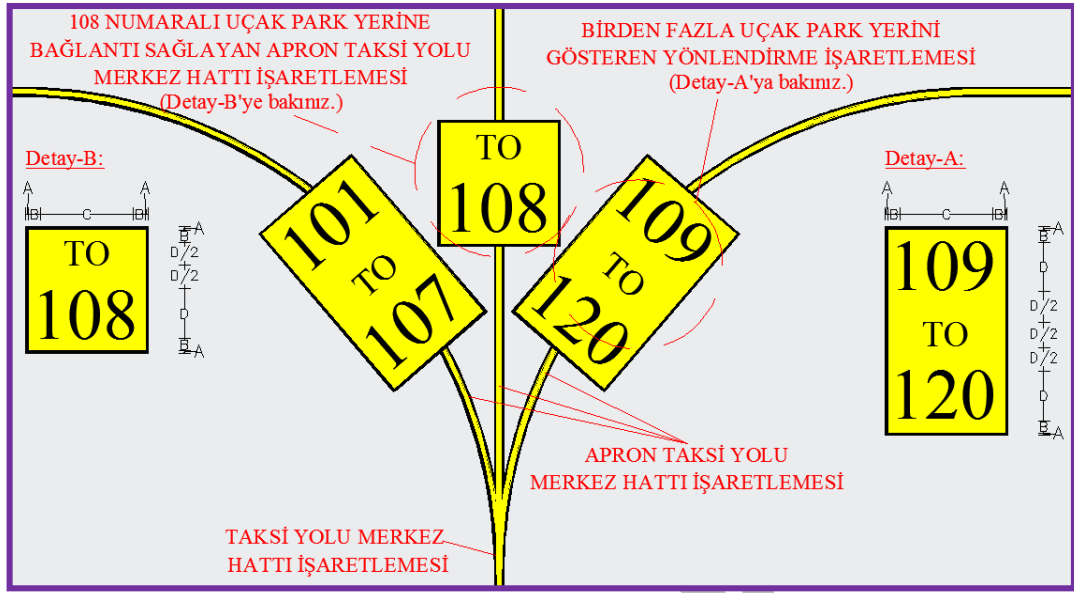 108 NUMARALI UÇAK PARK YERİNE
BAĞLANTI SAĞLAYAN APRON TAKSİ YOLU
MERKEZ HATTI İŞARETLEMESİ
(Detay-B'ye bakınız.)
BİRDEN FAZLA UÇAK PARK YERİNİ
GÖSTEREN YÖNLENDİRME İŞARETLEMESİ
(Detay-A'ya bakınız.)
Detay-B:
A
A
B
C
B
TO
108
A
B
D/2
D/2
D
B
A
101
TO
107
TO
108
109
TO
120
Detay-A:
A
A
B
C
B
109
TO
120
A
B
D
D/2
D/2
D/2
D
B
A
APRON TAKSİ YOLU
MERKEZ HATTI İŞARETLEMESİ
TAKSİ YOLU MERKEZ
HATTI İŞARETLEMESİ